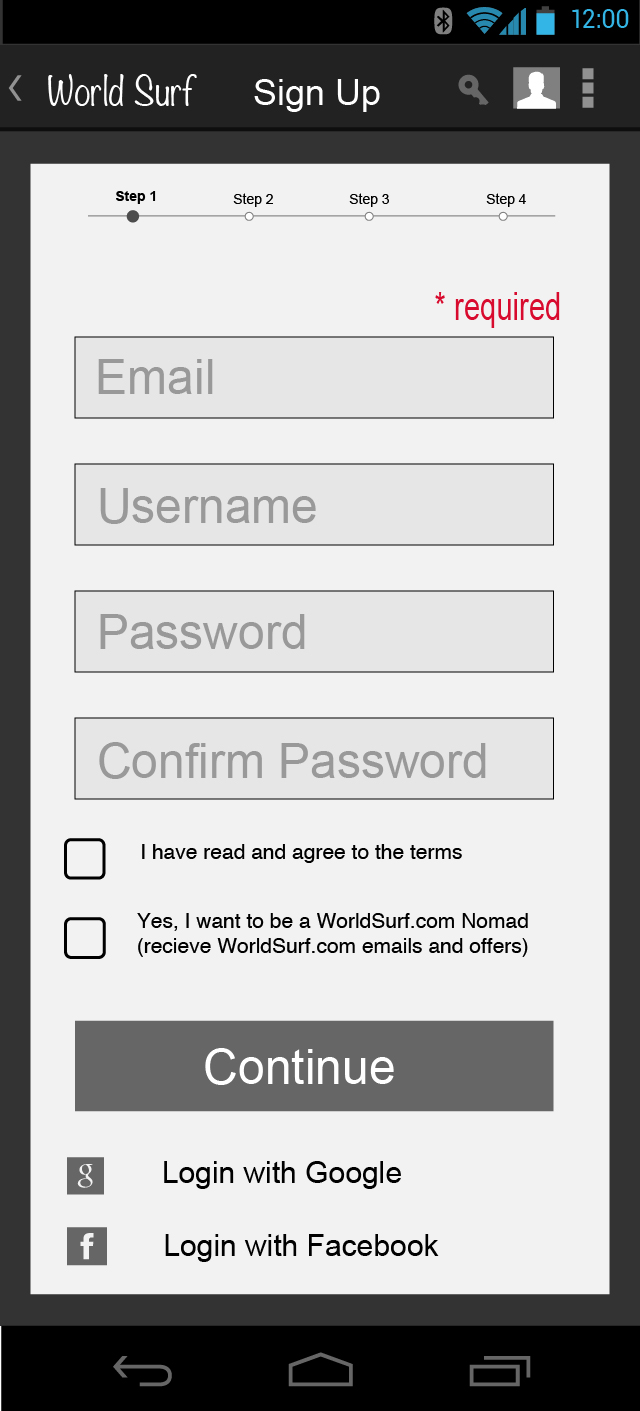 12:00
World Surf Sign Up
Step 1 Step 2 Step 3 Step 4
* required
Email
Username
Password
Confirm Password
I have read and agree to the terms
Yes, I want to be a WorldSurf.com Nomad
(recieve WorldSurf.com emails and offers)
Continue
g Login with Google
f Login with Facebook